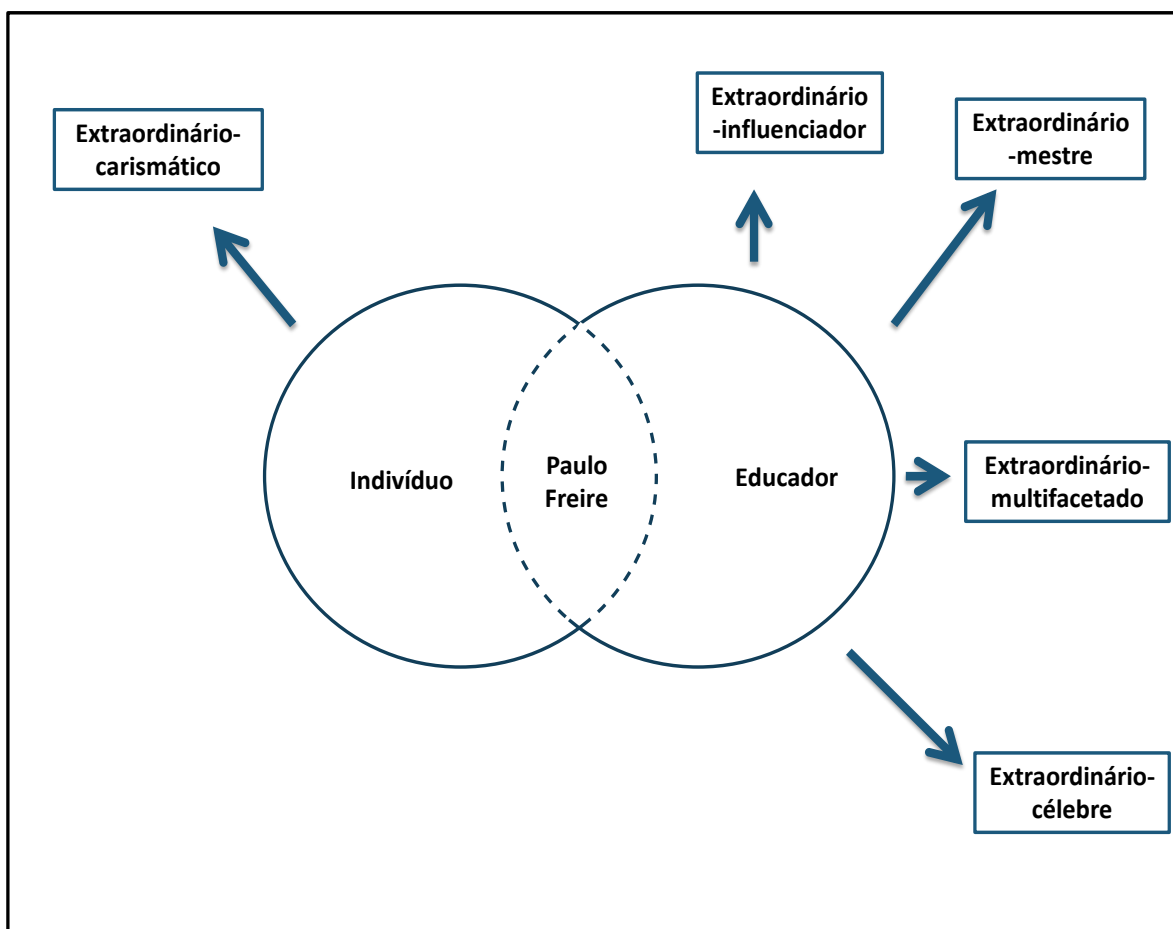 Extraordinário-
carismático
Extraordinário
-influenciador
Extraordinário
-mestre
Indivíduo
Paulo
Freire
Educador
Extraordinário-
multifacetado
Extraordinário-
célebre